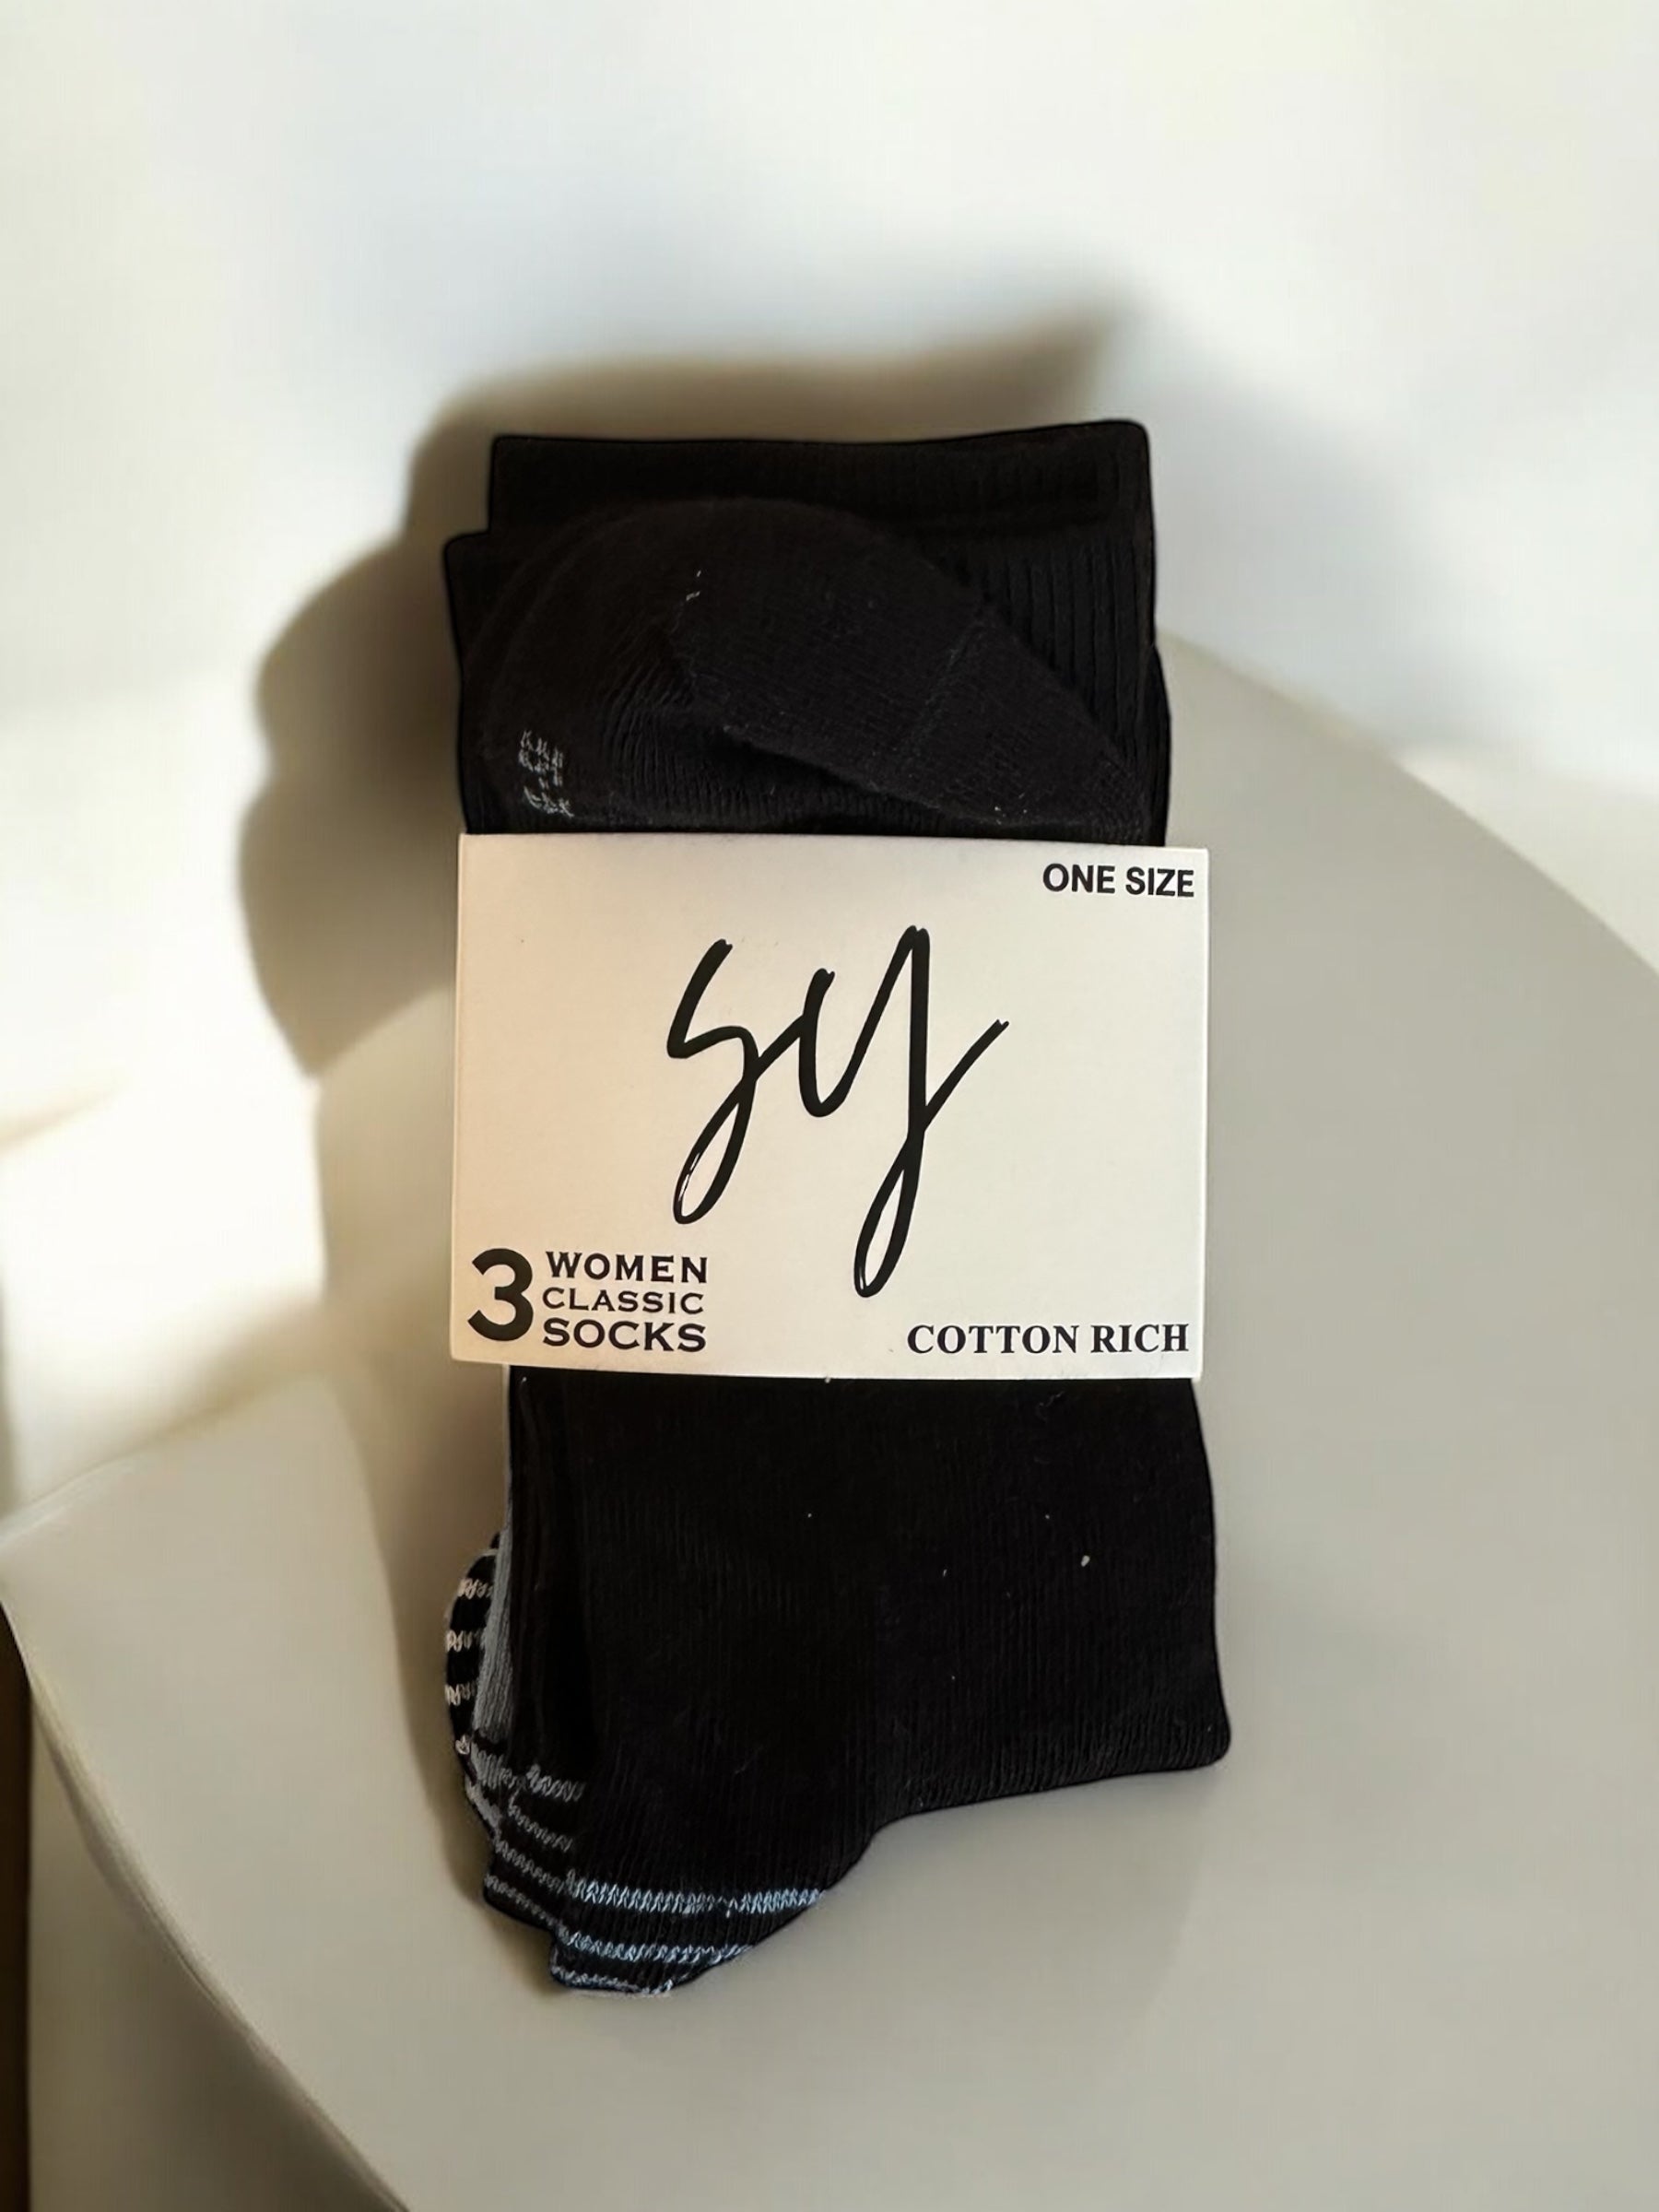 ONE SIZE
sy
3 WOMEN
CLASSIC
SOCKS
COTTON RICH